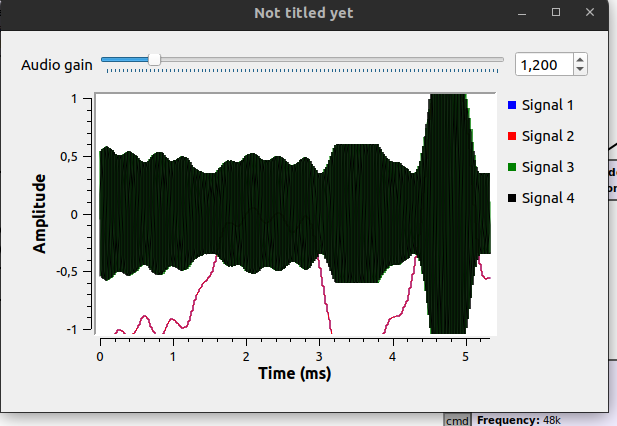 Not titled yet
Audio gain
1,200
1
0,5
0
-0,5
-1
Amplitude
0
1
2
3
4
5
Time (ms)
Signal 1
Signal 2
Signal 3
Signal 4
cmd
Frequency: 48k